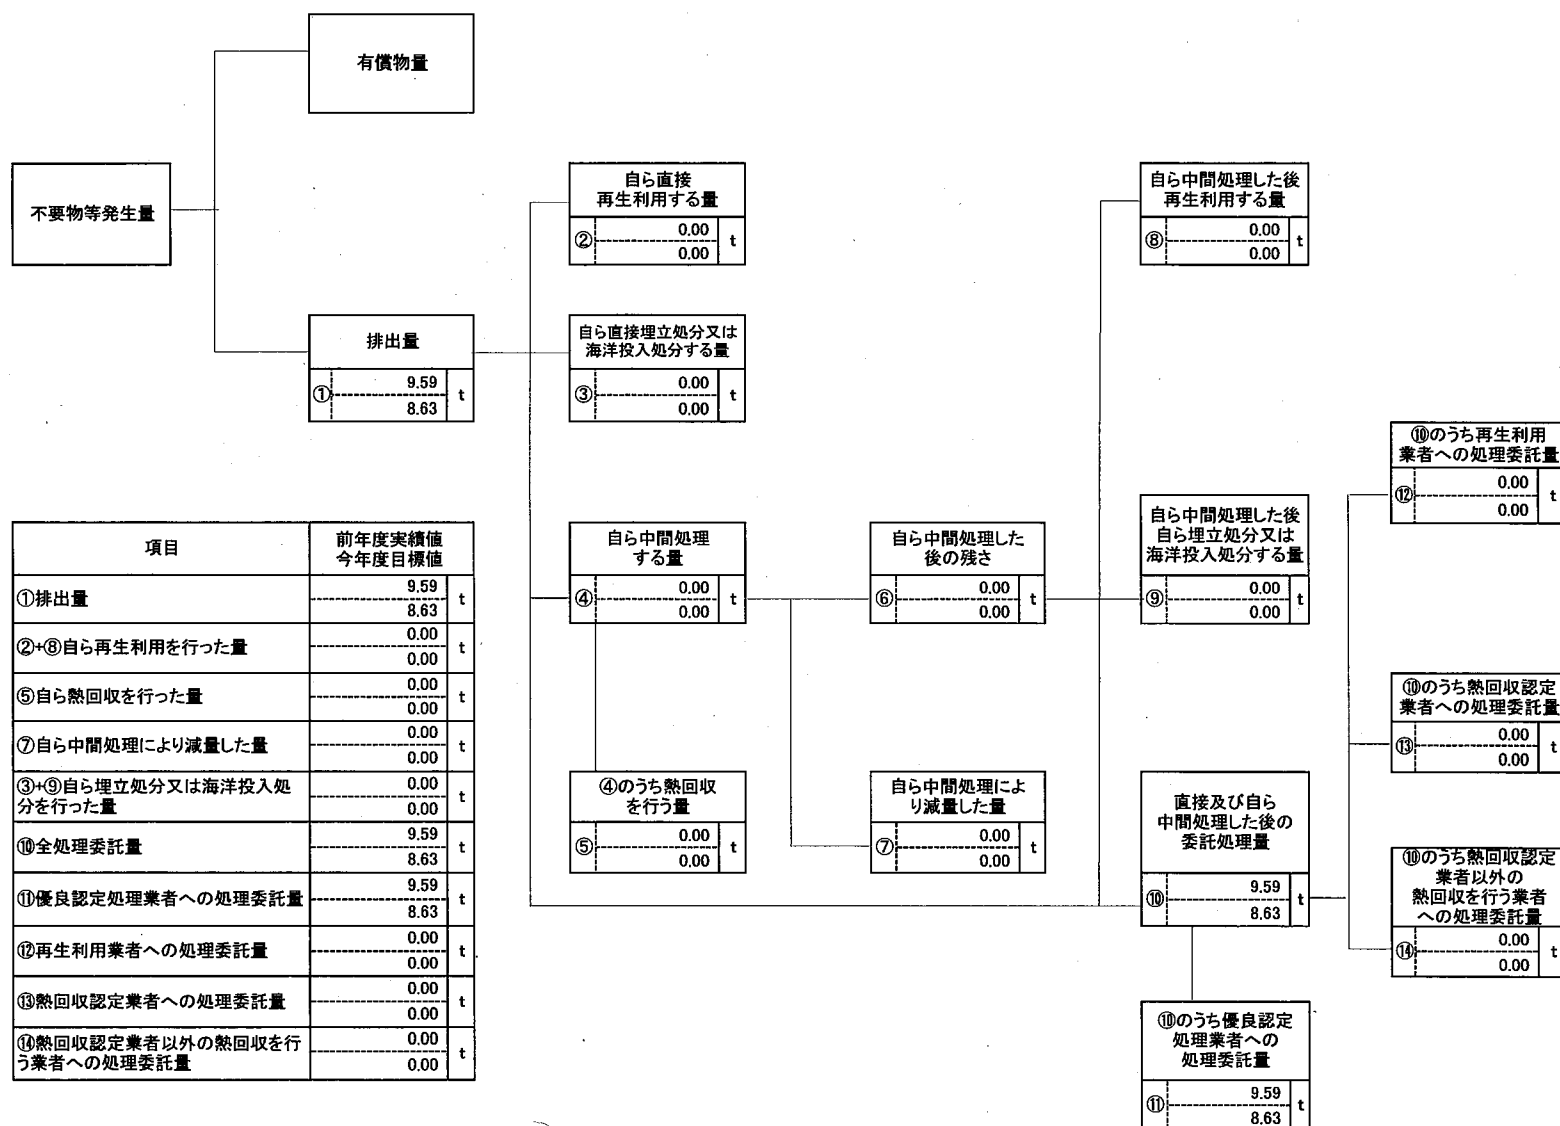 有償物量
不要物等発生量
排出量
①
9.59
8.63
t
自ら直接
再生利用する量
②
0.00
0.00
t
自ら直接埋立処分又は
海洋投入処分する量
③
0.00
0.00
t
自ら中間処理
する量
④
0.00
0.00
t
④のうち熱回収
を行う量
⑤
0.00
0.00
t
自ら中間処理した
後の残さ
⑥
0.00
0.00
t
自ら中間処理によ
り減量した量
⑦
0.00
0.00
t
自ら中間処理した後
再生利用する量
⑧
0.00
0.00
t
自ら中間処理した後
自ら埋立処分又は
海洋投入処分する量
⑨
0.00
0.00
t
直接及び自ら
中間処理した後の
委託処理量
⑩
9.59
8.63
t
⑩のうち優良認定
処理業者への
処理委託量
⑪
9.59
8.63
t
⑩のうち再生利用
業者への処理委託量
⑫
0.00
0.00
t
⑩のうち熱回収認定
業者への処理委託量
⑬
0.00
0.00
t
⑩のうち熱回収認定
業者以外の
熱回収を行う業者
への処理委託量
⑭
0.00
0.00
t
項目
前年度実績値
今年度目標値
①排出量
9.59
8.63
t
②+⑧自ら再生利用を行った量
0.00
0.00
t
⑤自ら熱回収を行った量
0.00
0.00
t
⑦自ら中間処理により減量した量
0.00
0.00
t
③+⑨自ら埋立処分又は海洋投入処
分を行った量
0.00
0.00
t
⑩全処理委託量
9.59
8.63
t
⑪優良認定処理業者への処理委託量
9.59
8.63
t
⑫再生利用業者への処理委託量
0.00
0.00
t
⑬熱回収認定業者への処理委託量
0.00
0.00
t
⑭熱回収認定業者以外の熱回収を行
う業者への処理委託量
0.00
0.00
t